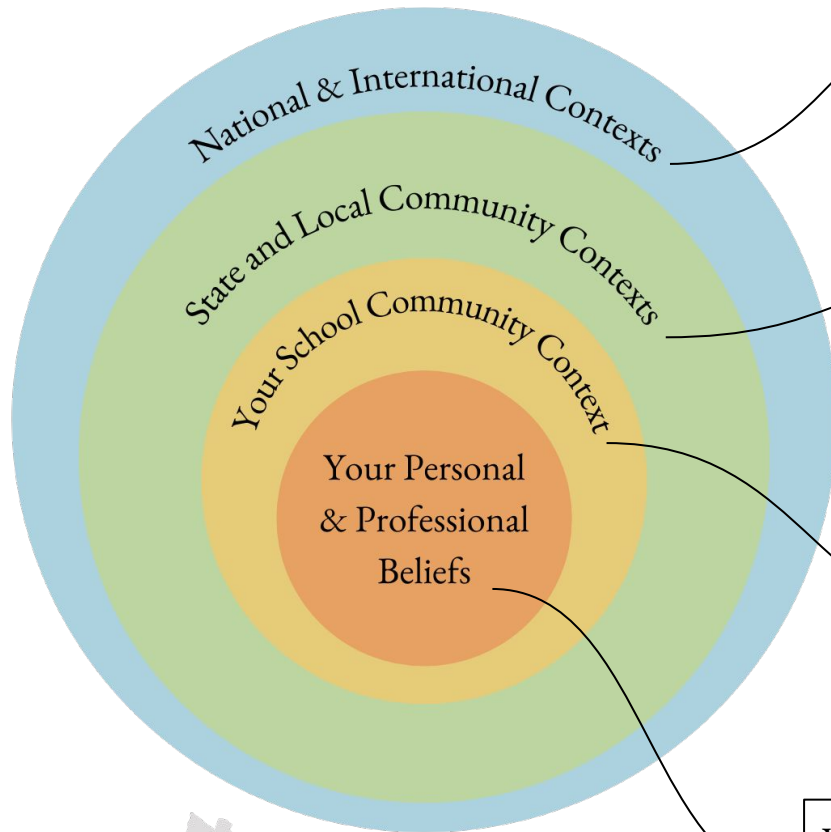 National & International Contexts
State and Local Community Contexts
Your School Community Context
Your Personal
& Professional
Beliefs